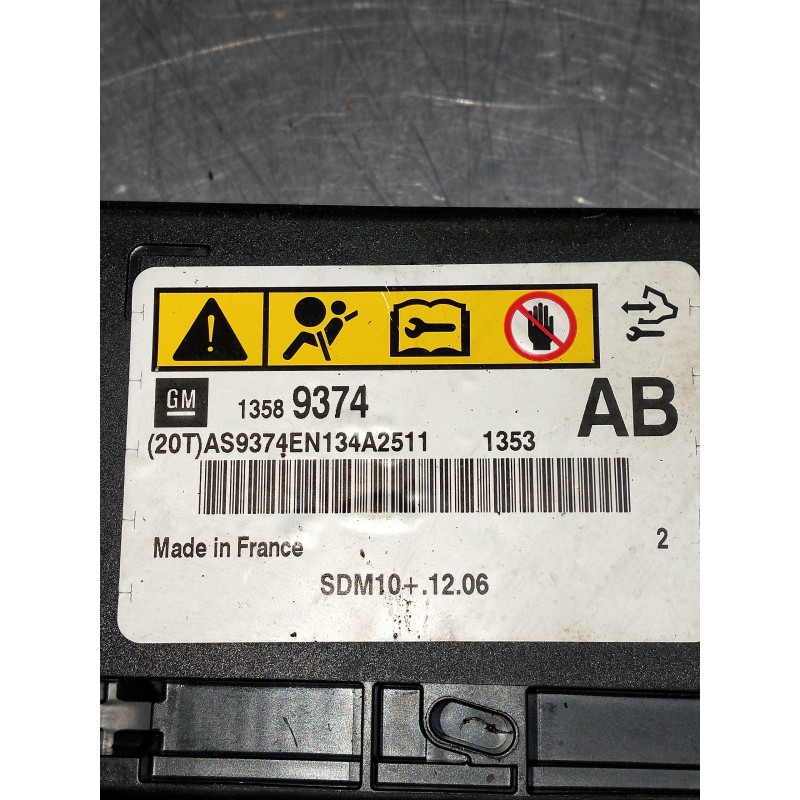 GM 1358 9374 AB
(20T)AS9374EN134A2511 1353
Made in France 2
SDM10+.12.06